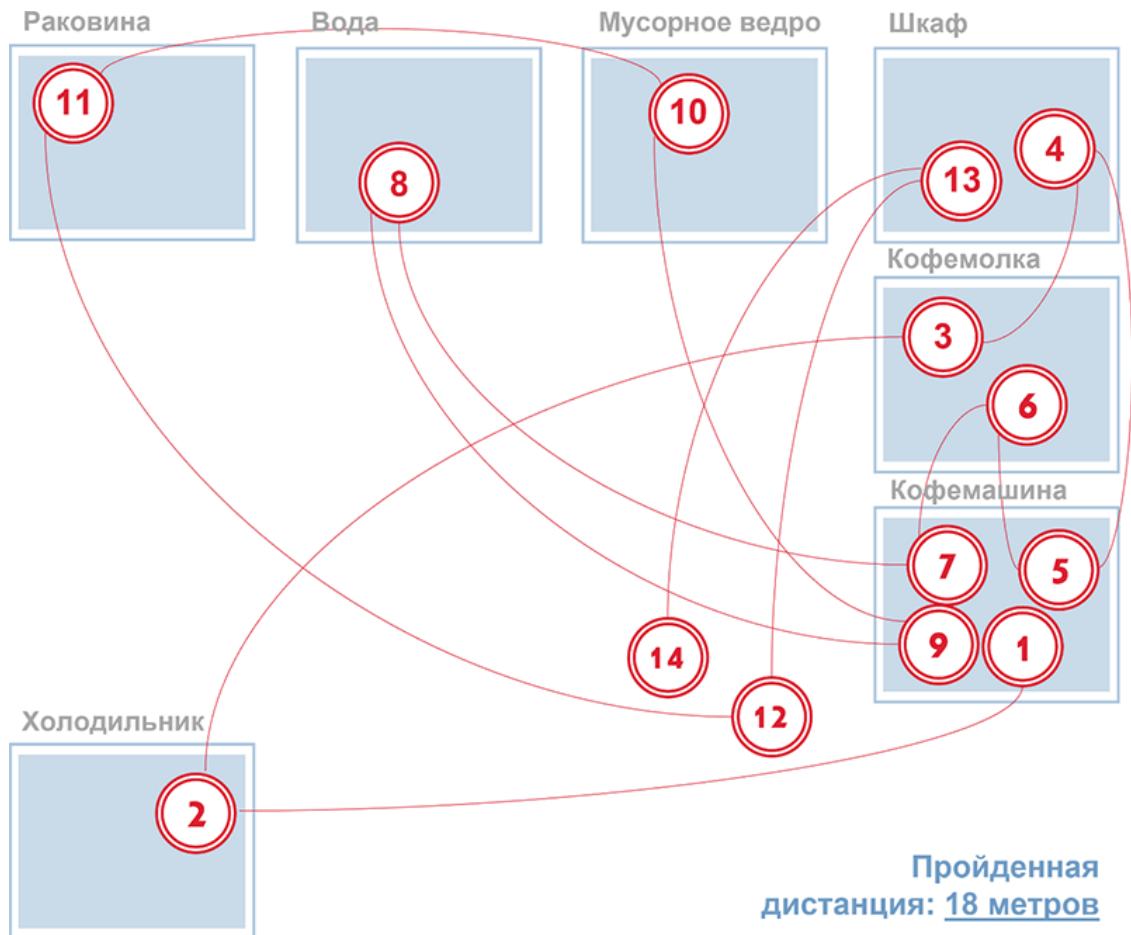 Раковина
Вода
Мусорное ведро
Шкаф
11
10
4
8
13
Кофемолка
3
6
Кофемашина
7
5
9
1
14
12
Холодильник
2
Пройденная
дистанция: 18 метров